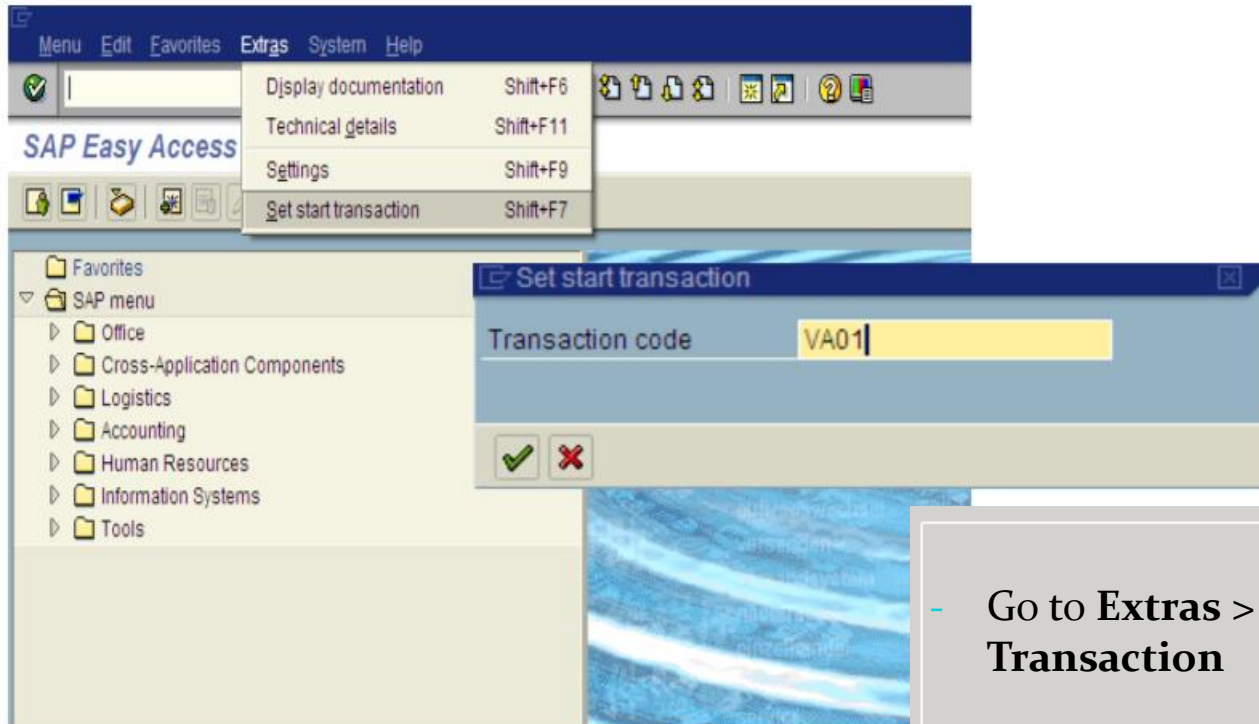 Menu Edit Favorites Extras System Help
Display documentation Shift+F6
Technical details Shift+F11
Settings Shift+F9
Set start transaction Shift+F7
SAP Easy Access
Favorites
SAP menu
Office
Cross-Application Components
Logistics
Accounting
Human Resources
Information Systems
Tools
Set start transaction
Transaction code VA01
- Go to Extras >
Transaction